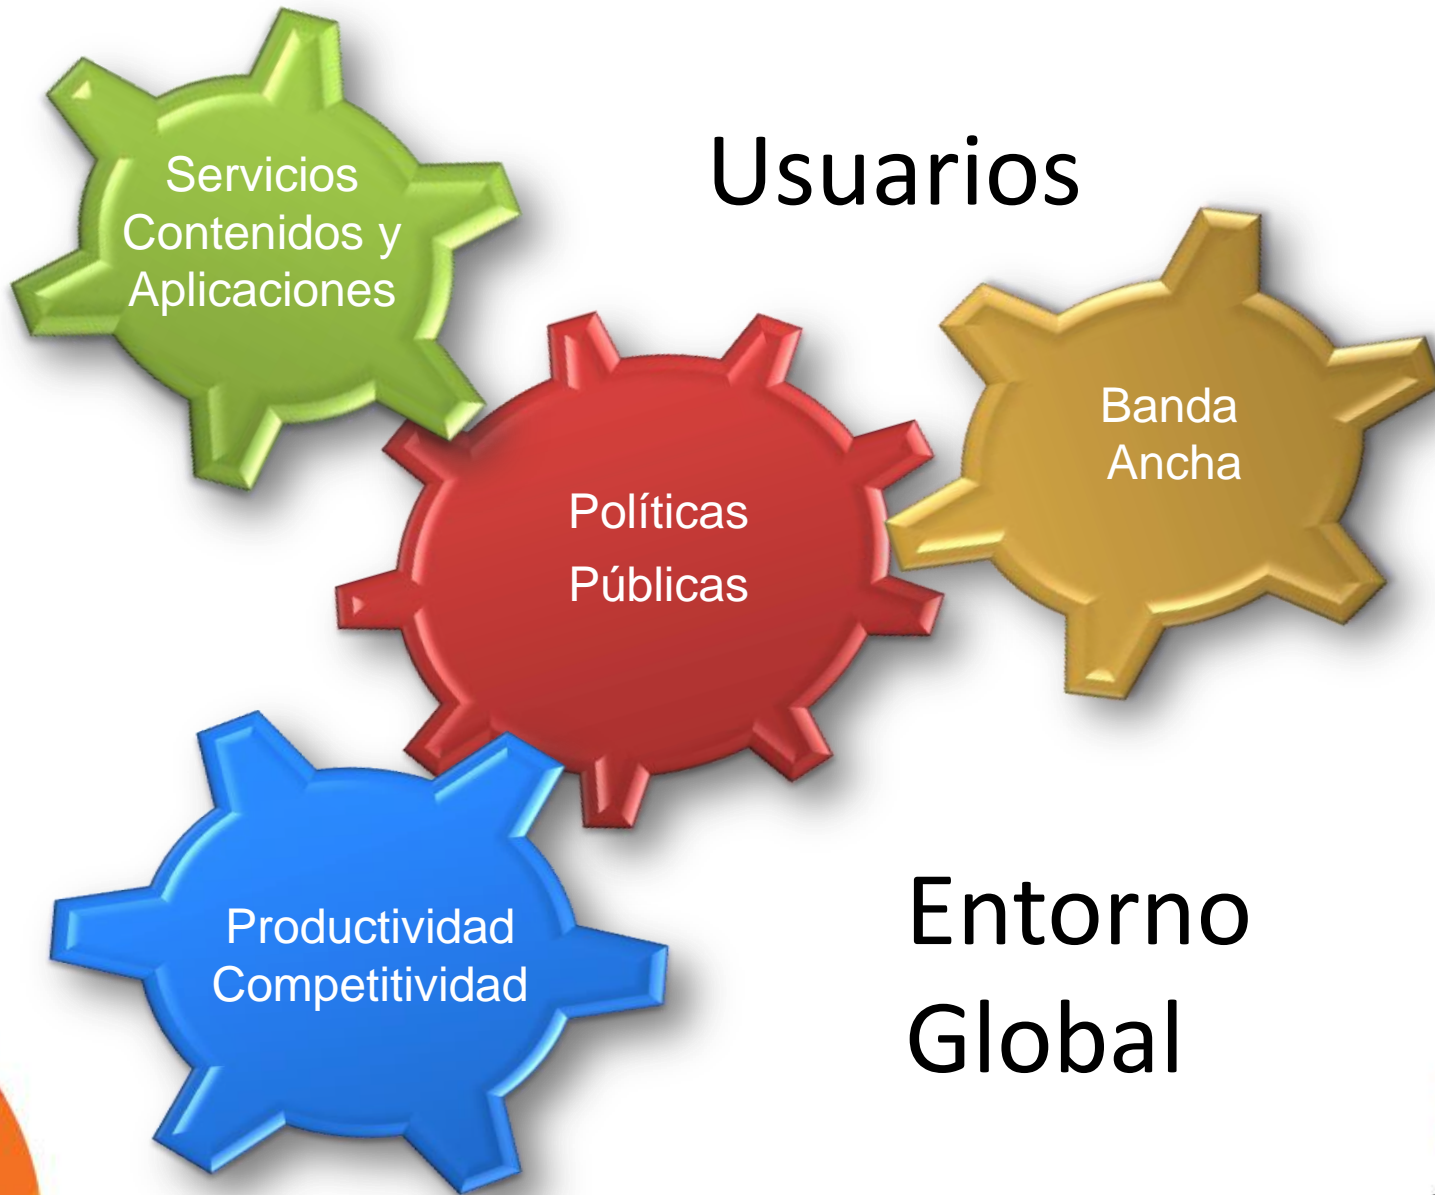 Servicios
Contenidos y
Aplicaciones
Usuarios
Banda
Ancha
Políticas
Públicas
Productividad
Competitividad
Entorno
Global